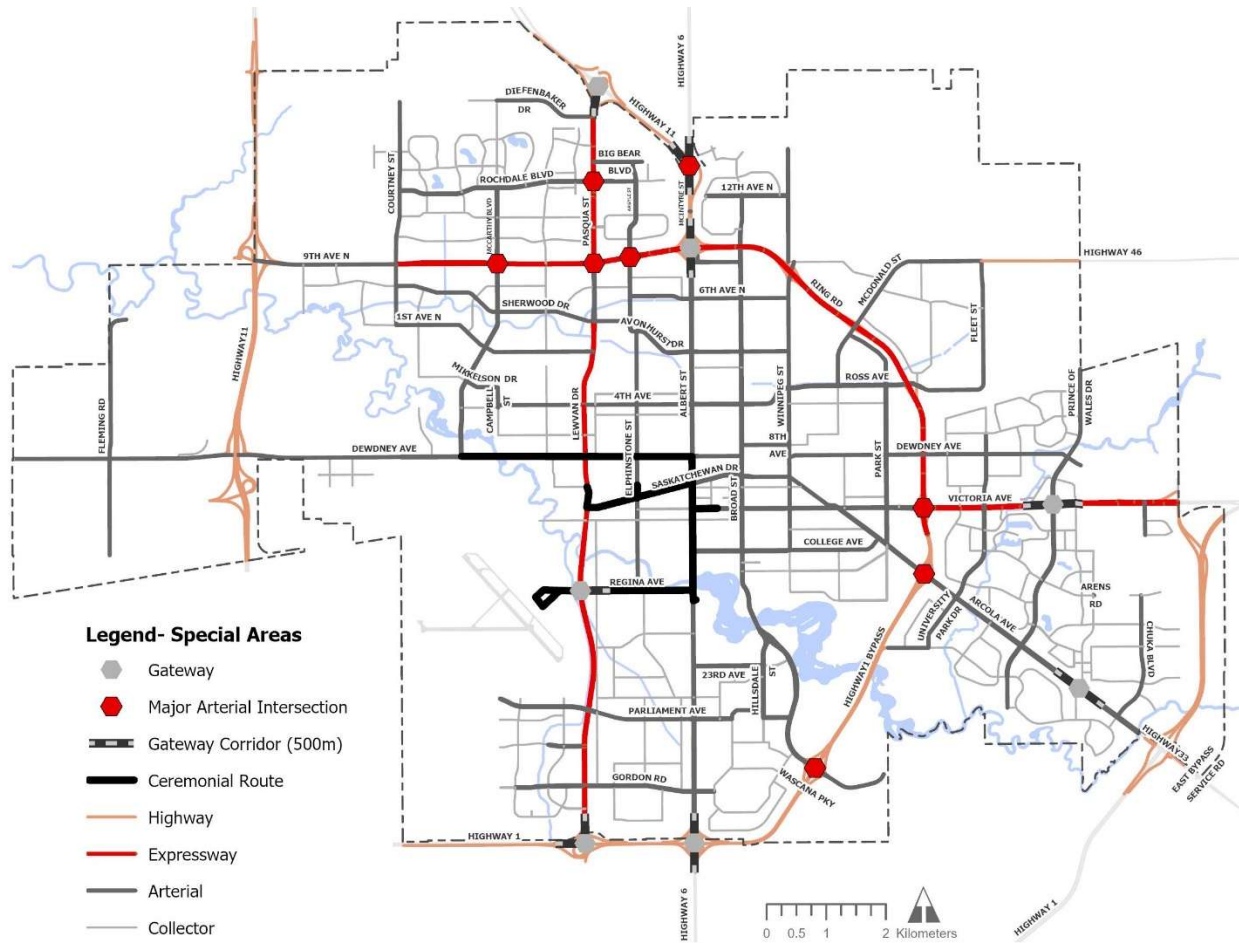 HIGHWAY 6
DIEFENBAKER
DR
HIGHWAY 11
BIG BEAR
BLVD
ROCHDALE BLVD
COURTNEY ST
MCCARTHY BLVD
PASQUA ST
MCINTYRE ST
12TH AVE N
9TH AVE N
HIGHWAY 46
RING RD
MCDONALD ST
FLEET ST
6TH AVE N
SHERWOOD DR
1ST AVE N
AVONHURST DR
HIGHWAY11
MIKKELSON DR
CAMPBELL
ST
LEWVAN DR
4TH AVE
ALBERT ST
WINNIPEG ST
ROSS AVE
PRINCE OF
WALES DR
FLEMING RD
DEWDNEY AVE
ELPHINSTONE ST
SASKATCHEWAN DR
8TH
AVE
BROAD ST
PARK ST
DEWDNEY AVE
VICTORIA AVE
COLLEGE AVE
REGINA AVE
ARENS
RD
UNIVERSITY
PARK DR
ARCOLA AVE
CHUKA BLVD
HIGHWAY1 BYPASS
23RD AVE
HILLSDALE
ST
PARLIAMENT AVE
WASCANA PKY
GORDON RD
HIGHWAY33
EAST BYPASS
SERVICE RD
HIGHWAY 1
HIGHWAY 6
HIGHWAY 1
Legend- Special Areas
Gateway
Major Arterial Intersection
Gateway Corridor (500m)
Ceremonial Route
Highway
Expressway
Arterial
Collector
0 0.5 1 2 Kilometers